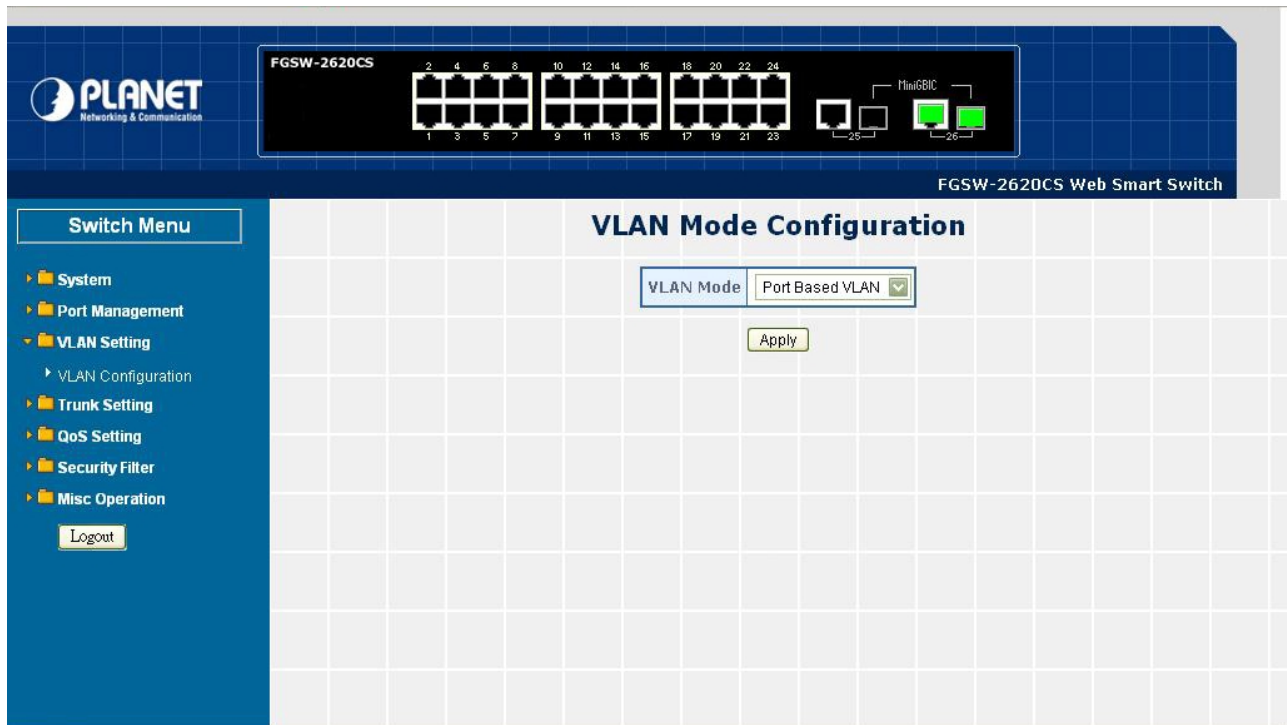 PLANET
Networking & Communication
FGSW-2620CS
2 4 6 8 10 12 14 16 18 20 22 24
MiniGBIC
1 3 5 7 9 11 13 15 17 19 21 23
25 26
FGSW-2620CS Web Smart Switch
Switch Menu
System
Port Management
VLAN Setting
VLAN Configuration
Trunk Setting
QoS Setting
Security Filter
Misc Operation
Logout
VLAN Mode Configuration
VLAN Mode Port Based VLAN
Apply